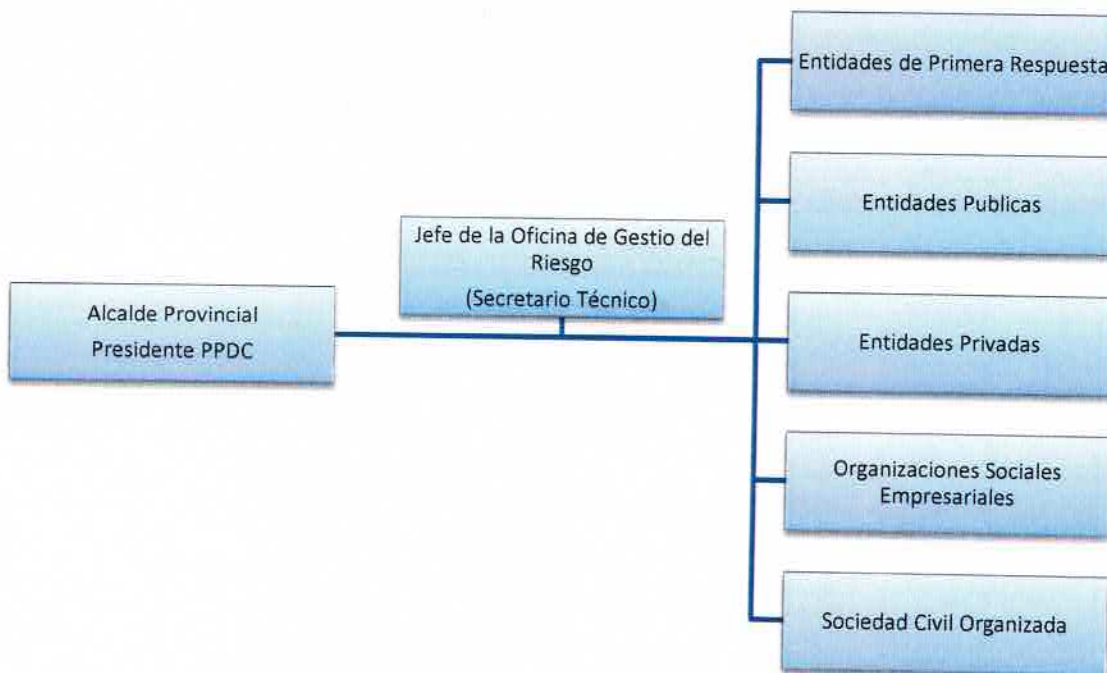 Entidades de Primera Respuesta
Entidades Publicas
Jefe de la Oficina de Gestio del
Riesgo
(Secretario Técnico)
Alcalde Provincial
Presidente PPDC
Entidades Privadas
Organizaciones Sociales
Empresariales
Sociedad Civil Organizada